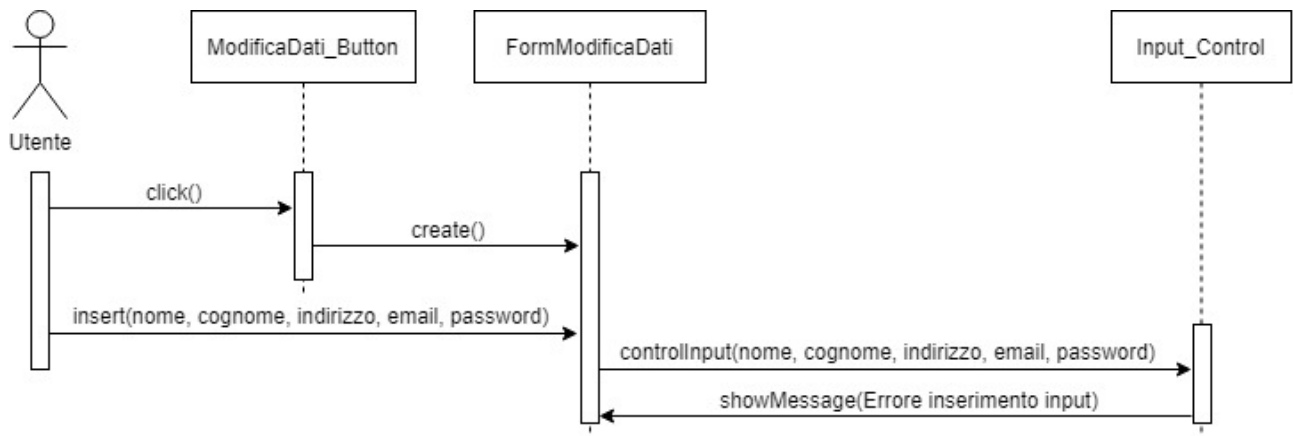 ModificaDati_Button
FormModificaDati
Input_Control
Utente
click()
create()
insert(nome, cognome, indirizzo, email, password)
controlInput(nome, cognome, indirizzo, email, password)
showMessage(Errore inserimento input)